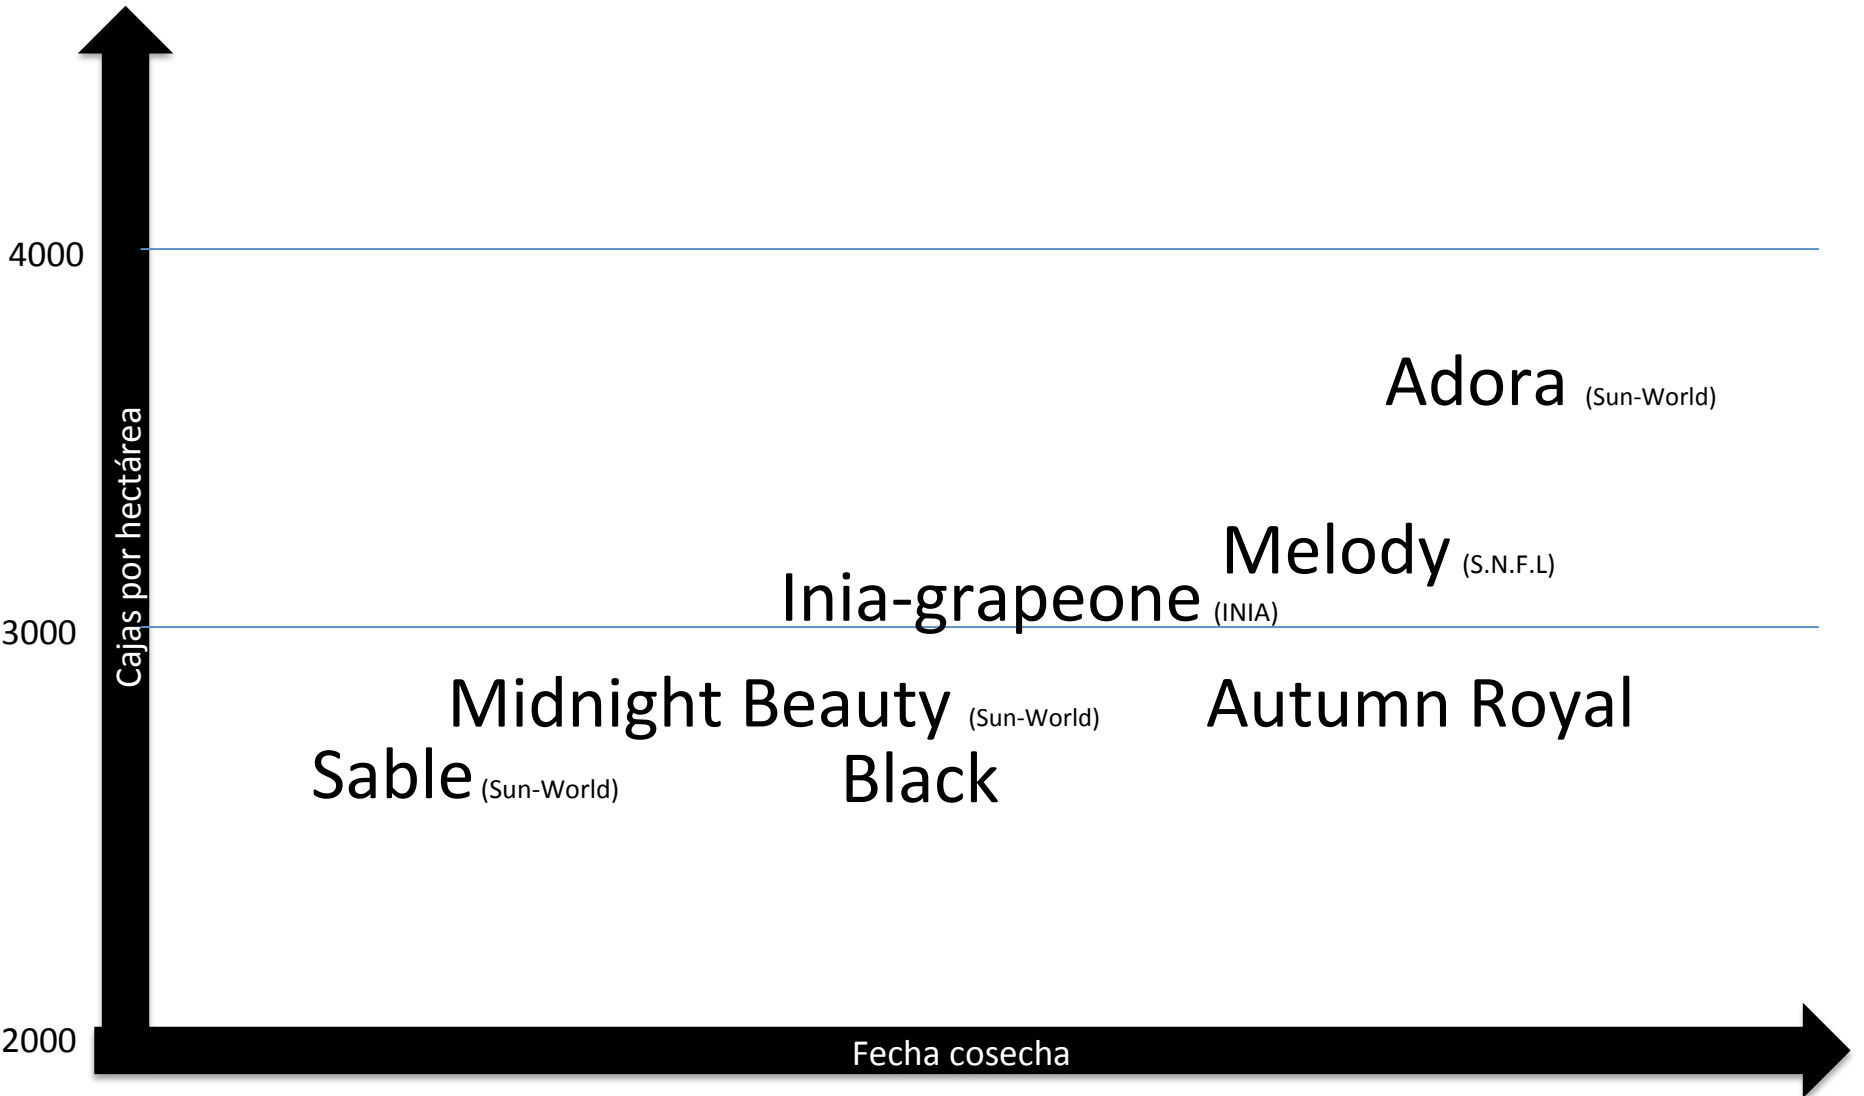 4000
Adora (Sun-World)
Cajas por hectárea
Melody (S.N.F.L)
Inia-grapeone (INIA)
3000
Midnight Beauty (Sun-World)
Autumn Royal
Sable (Sun-World)
Black
2000
Fecha cosecha